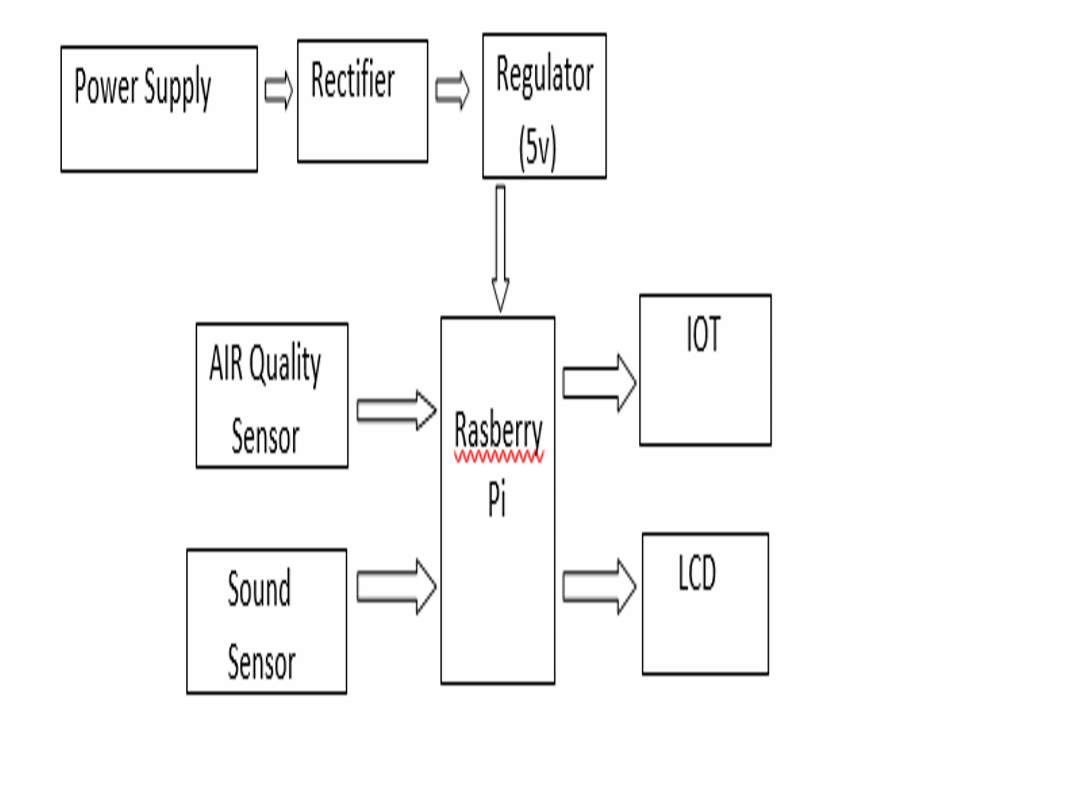 Power Supply
Rectifier
Regulator
(5v)
AIR Quality
Sensor
Rasberry
Pi
IOT
Sound
Sensor
LCD